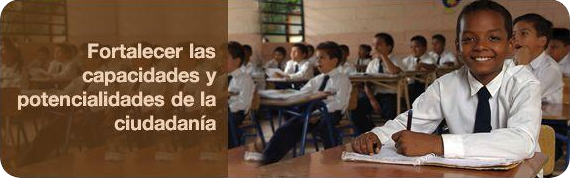 Fortalecer las
capacidades y
potencialidades de la
ciudadanía